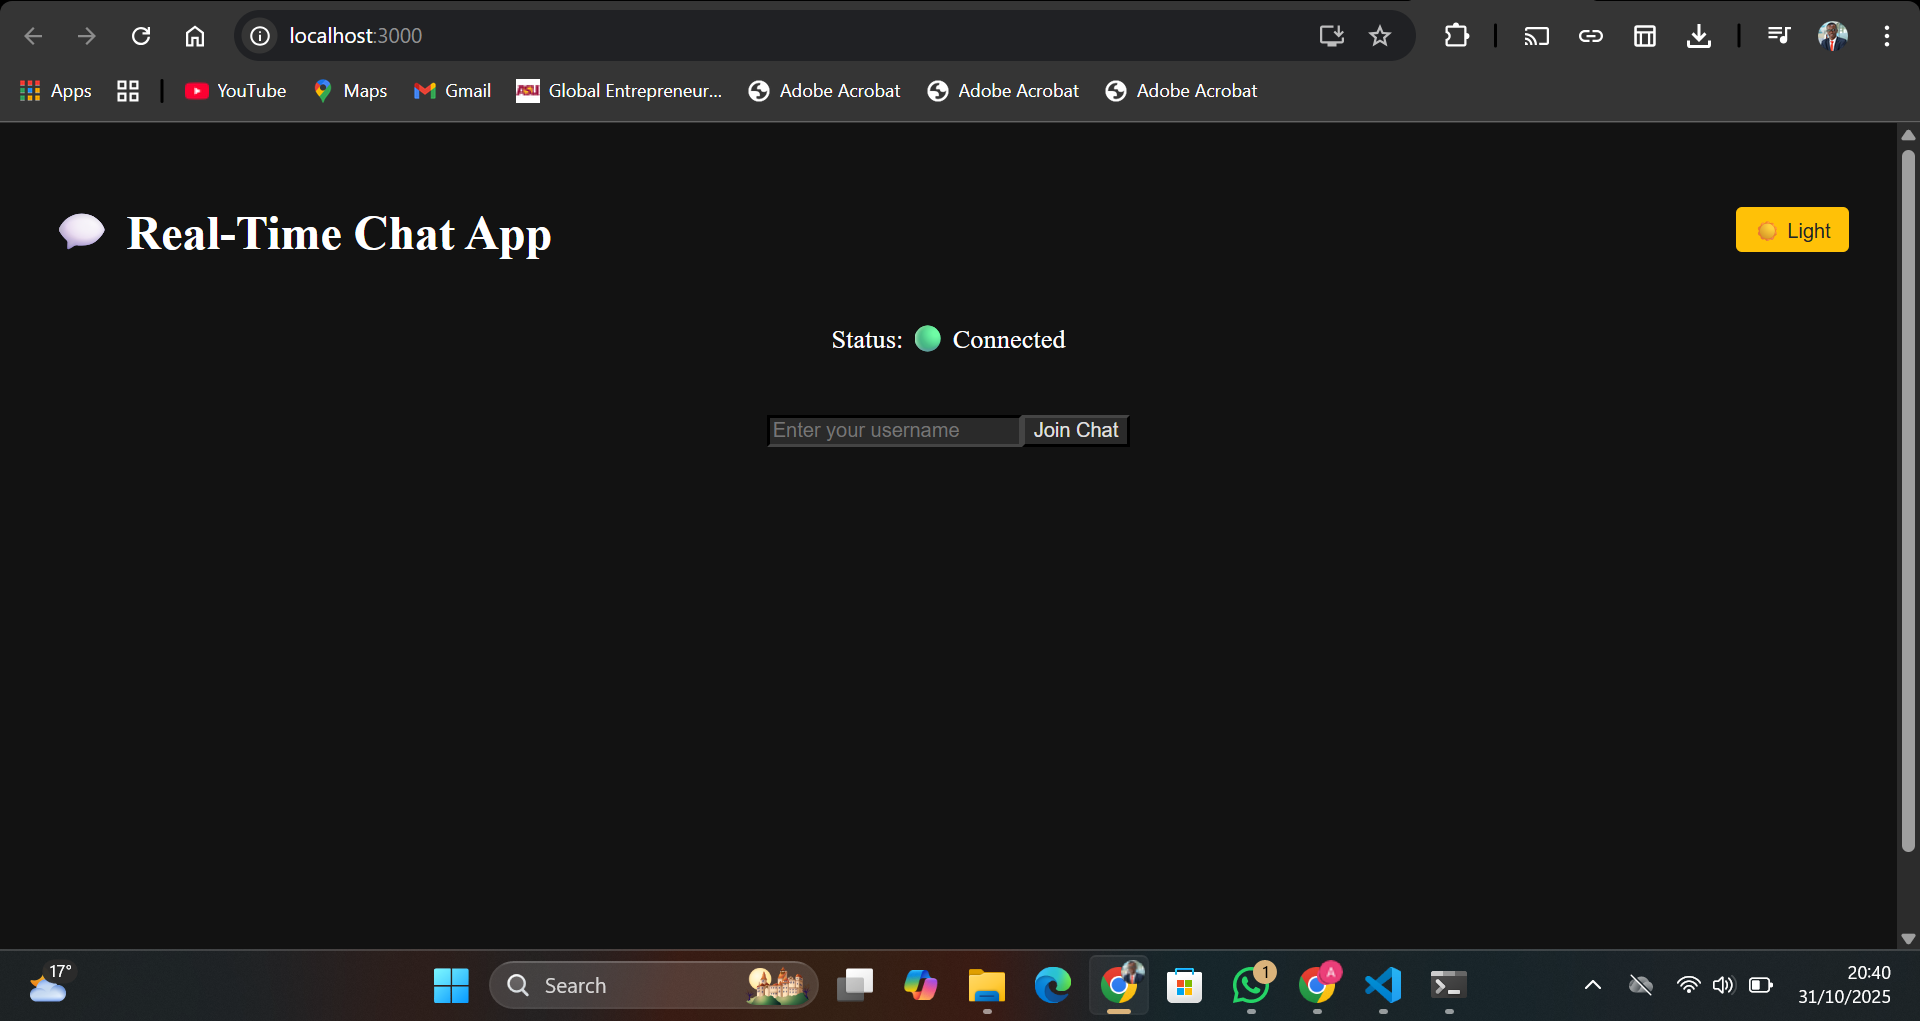 localhost:3000
Apps
YouTube
Maps
Gmail
ASU
Global Entrepreneur...
Adobe Acrobat
Adobe Acrobat
Adobe Acrobat
Real-Time Chat App
Light
Status: Connected
Enter your username
Join Chat
17°
Search
1
A
20:40
31/10/2025